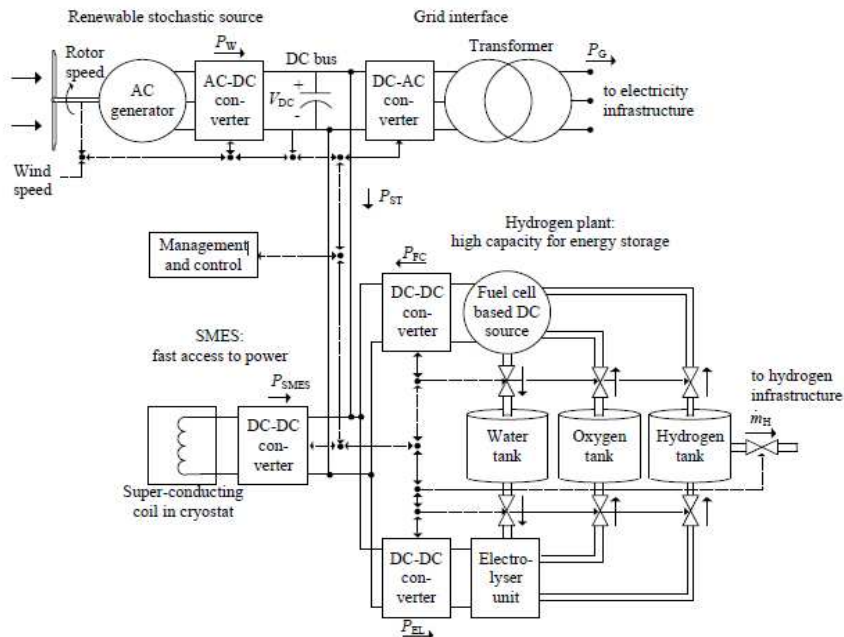 Renewable stochastic source
Grid interface
P_W
DC bus
Transformer
P_G
Rotor
speed
AC
generator
AC-DC
con-
verter
+
V_DC
-
DC-AC
con-
verter
to electricity
infrastructure
Wind
speed
P_ST
Management
and control
Hydrogen plant:
high capacity for energy storage
P_FC
DC-DC
con-
verter
Fuel cell
based DC
source
SMES:
fast access to power
P_SMES
DC-DC
con-
verter
to hydrogen
infrastructure
ṁ_H
Water
tank
Oxygen
tank
Hydrogen
tank
Super-conducting
coil in cryostat
DC-DC
con-
verter
Electro-
lyser
unit
P_EL